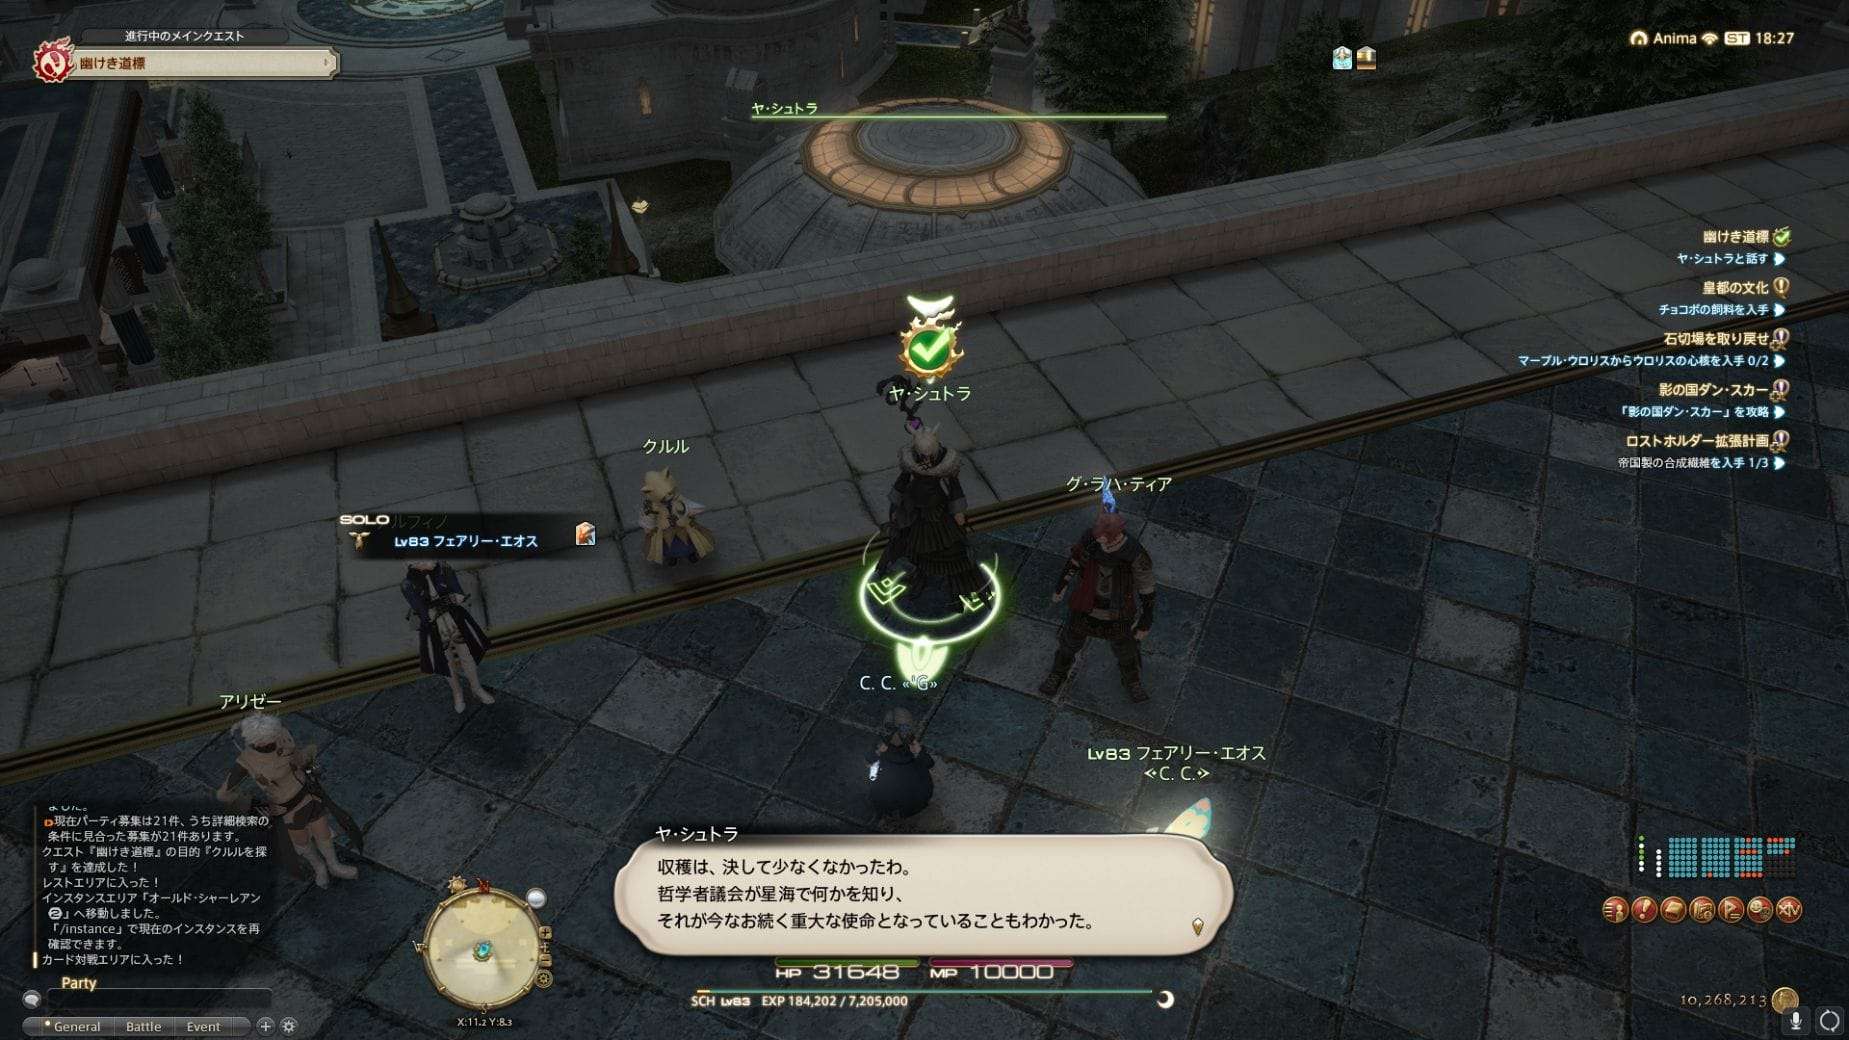 進行中のメインクエスト
幽けき道標
Anima ST 18:27
ヤ・シュトラ
幽けき道標
ヤ・シュトラと話す
皇都の文化
チョコボの飼料を入手
石切場を取り戻せ
マーブル・ウロリスからウロリスの心核を入手 0/2
影の国ダン・スカー
「影の国ダン・スカー」を攻略
ロストホルダー拡張計画
帝国製の合成繊維を入手 1/3
ヤ・シュトラ
クルル
グ・ラハ・ティア
SOLO
ルフィノ
Lv83 フェアリー・エオス
アリゼー
C. C. «'G»
Lv83 フェアリー・エオス
<C. C.>
ました。
現在パーティ募集は21件、うち詳細検索の
条件に見合った募集が21件あります。
クエスト『幽けき道標』の目的『クルルを探
す』を達成した！
レストエリアに入った！
インスタンスエリア「オールド・シャーレアン
2」へ移動しました。
「/instance」で現在のインスタンスを再
確認できます。
カード対戦エリアに入った！
Party
General Battle Event
N
W
X:11.2 Y:8.3
ヤ・シュトラ
収穫は、決して少なくなかったわ。
哲学者議会が星海で何かを知り、
それが今なお続く重大な使命となっていることもわかった。
HP 31648 MP 10000
SCH Lv83 EXP 184,202 / 7,205,000
XIV
10,268,213